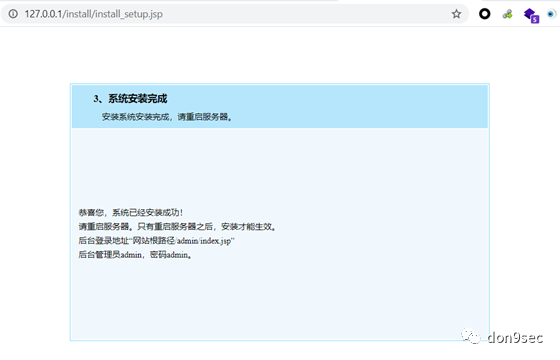 127.0.0.1/install/install_setup.jsp
5
3、系统安装完成
安装系统安装完成，请重启服务器。
恭喜您，系统已经安装成功！
请重启服务器。只有重启服务器之后，安装才能生效。
后台登录地址“网站根路径/admin/index.jsp”
后台管理员admin，密码admin。
don9sec